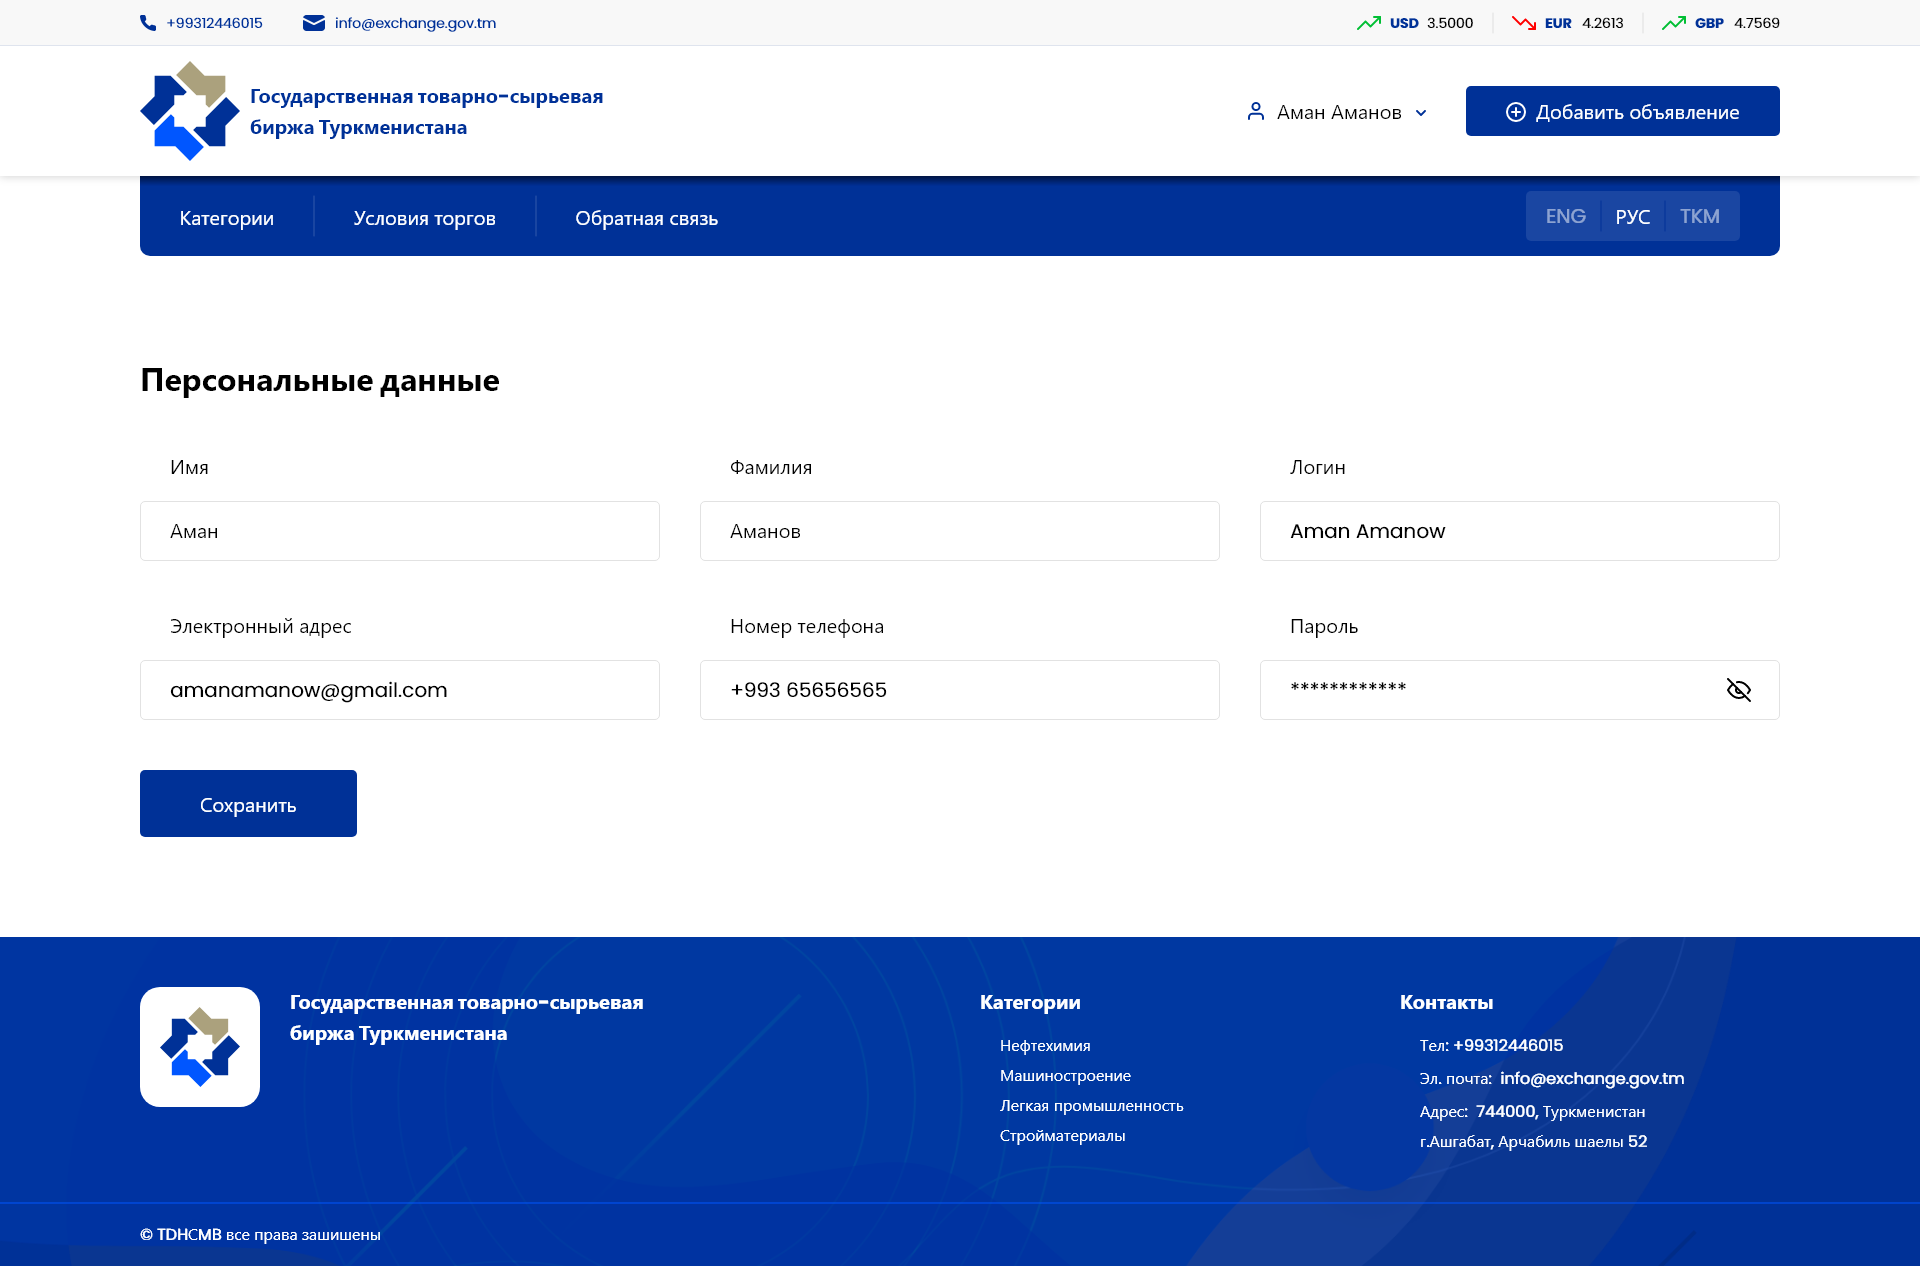 +99312446015
info@exchange.gov.tm
USD 3.5000
EUR 4.2613
GBP 4.7569
Государственная товарно-сырьевая
биржа Туркменистана
Аман Аманов
Добавить объявление
Категории
Условия торгов
Обратная связь
ENG
РУС
TKM
Персональные данные
Имя
Фамилия
Логин
Аман
Аманов
Aman Amanow
Электронный адрес
Номер телефона
Пароль
amanamanow@gmail.com
+993 65656565
************
Сохранить
Государственная товарно-сырьевая
биржа Туркменистана
Категории
Нефтехимия
Машиностроение
Легкая промышленность
Стройматериалы
Контакты
Тел: +99312446015
Эл. почта: info@exchange.gov.tm
Адрес: 744000, Туркменистан
г.Ашгабат, Арчабиль шаелы 52
© TDHCMB все права зашишены